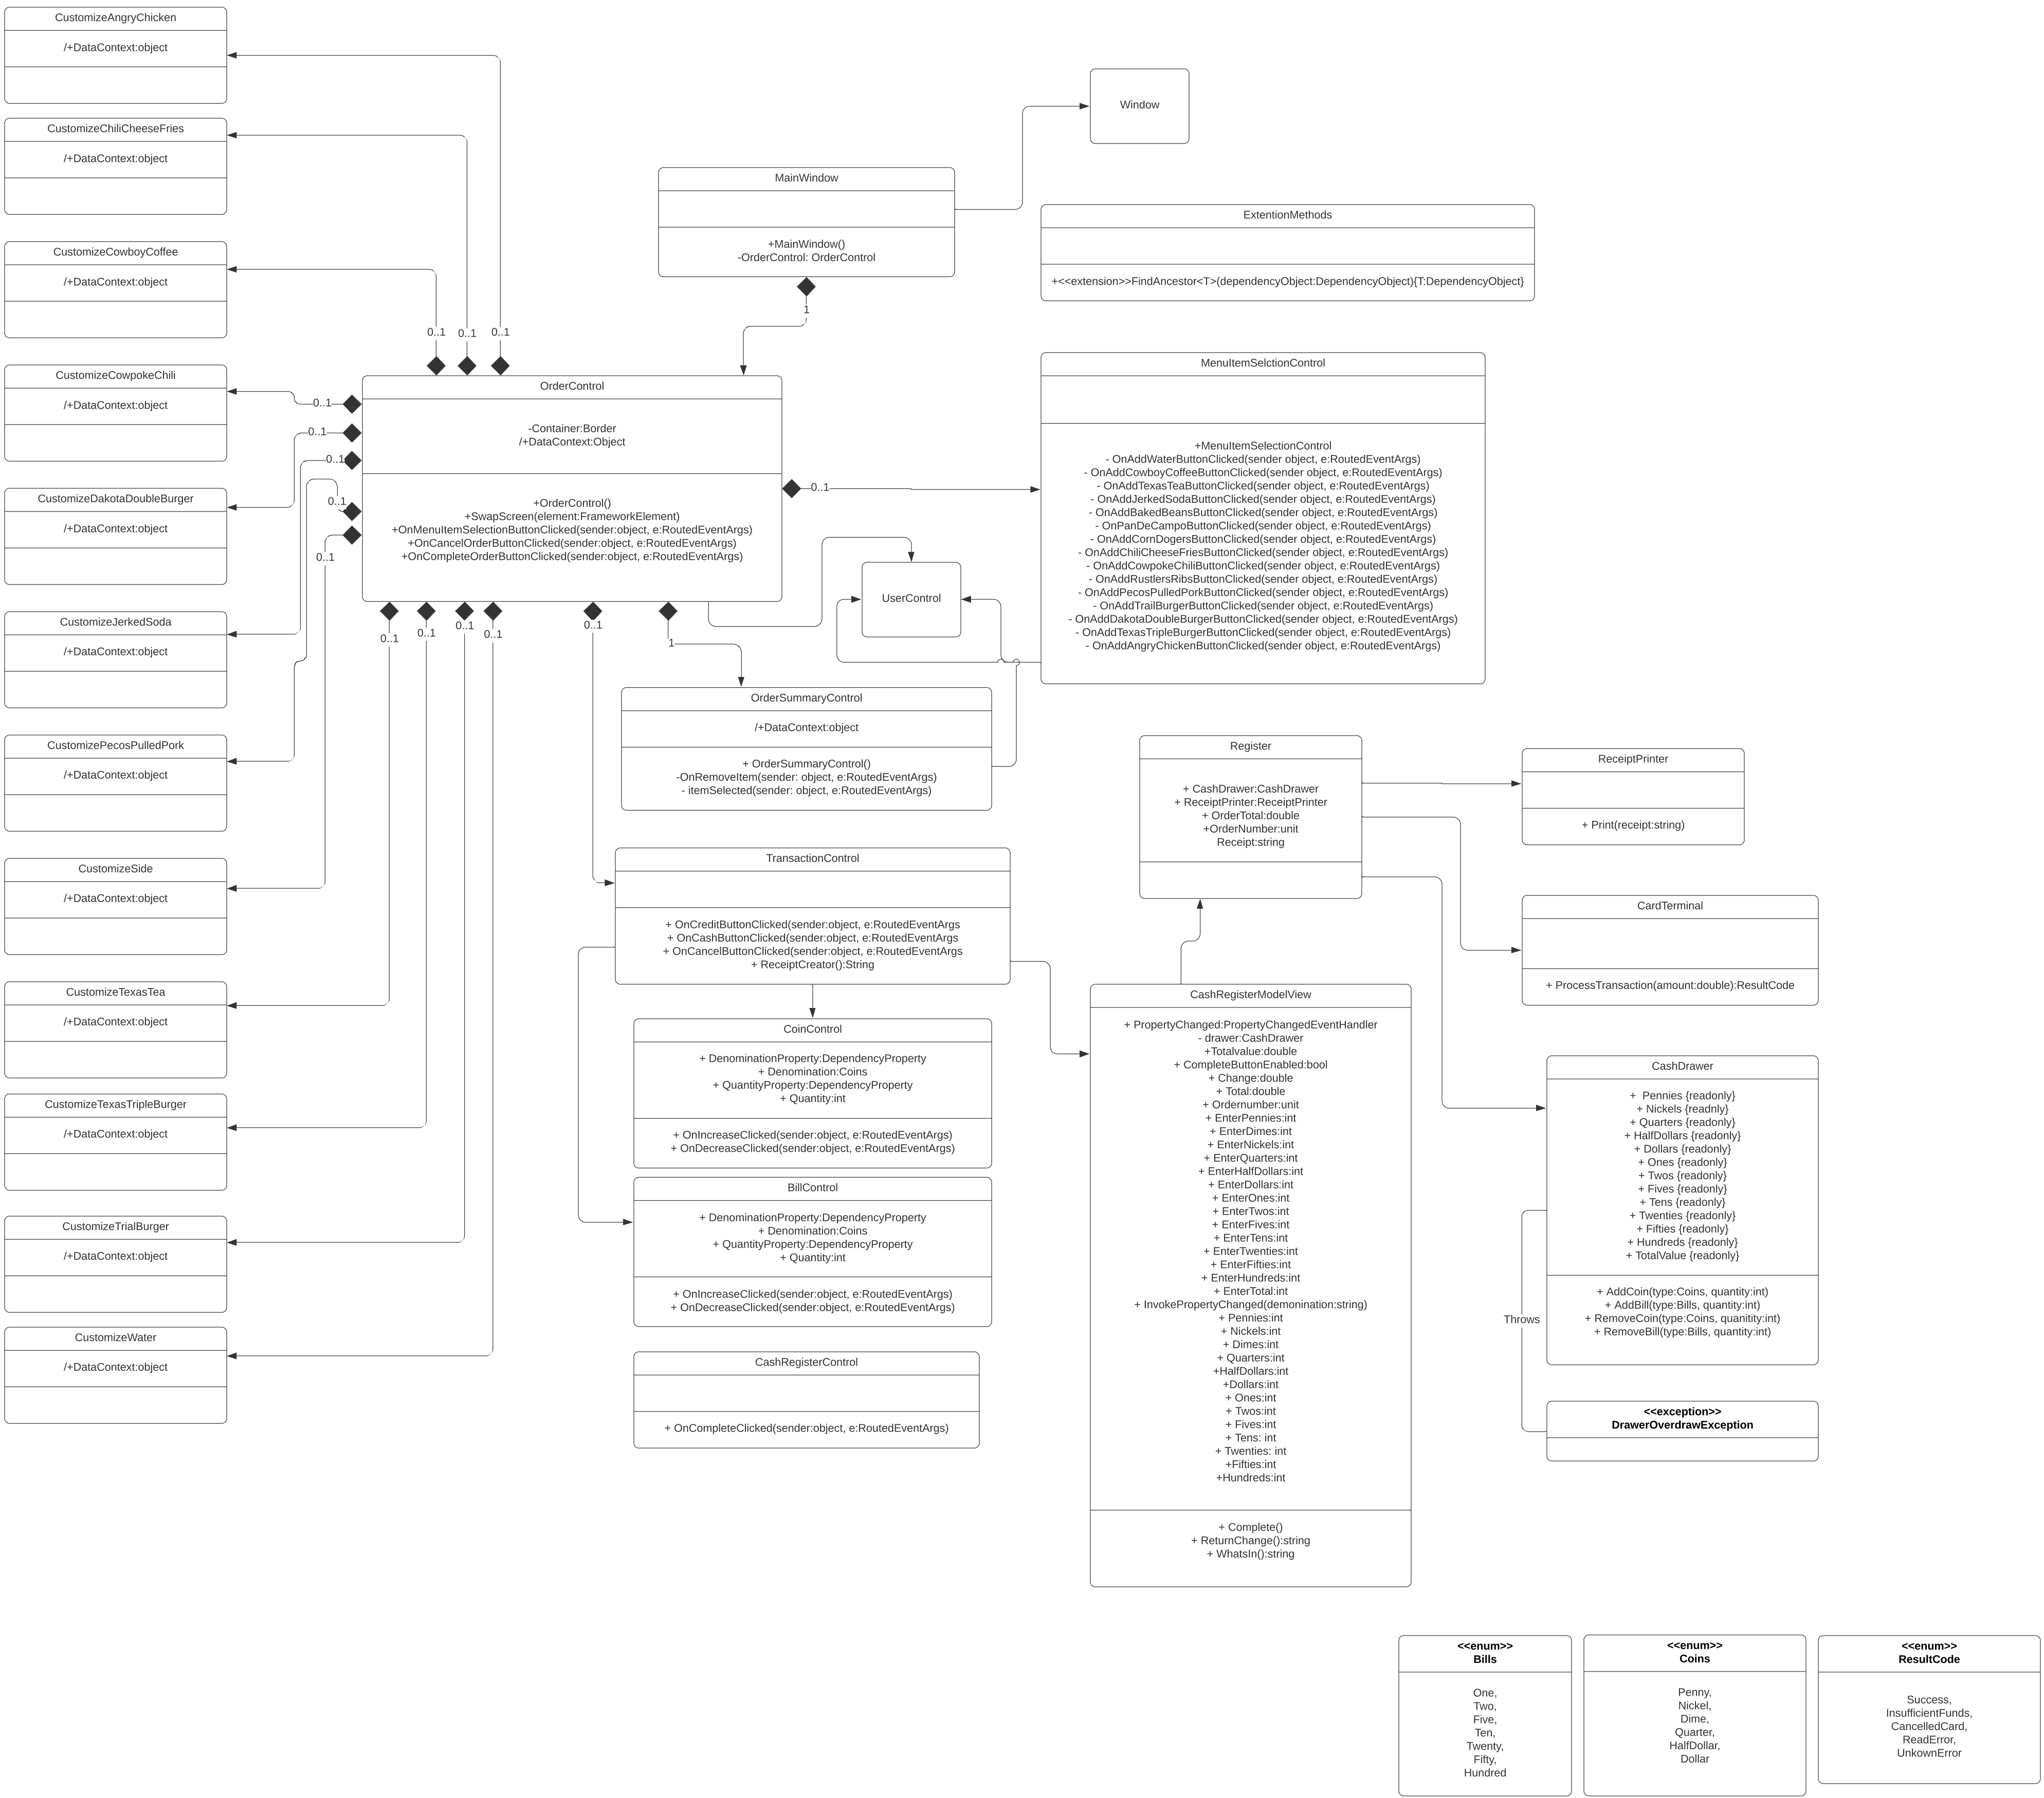 CustomizeAngryChicken
/+DataContext:object
CustomizeChiliCheeseFries
/+DataContext:object
CustomizeCowboyCoffee
/+DataContext:object
CustomizeCowpokeChili
/+DataContext:object
CustomizeDakotaDoubleBurger
/+DataContext:object
CustomizeJerkedSoda
/+DataContext:object
CustomizePecosPulledPork
/+DataContext:object
CustomizeSide
/+DataContext:object
CustomizeTexasTea
/+DataContext:object
CustomizeTexasTripleBurger
/+DataContext:object
CustomizeTrialBurger
/+DataContext:object
CustomizeWater
/+DataContext:object
0..1
0..1
0..1
0..1
0..1
0..1
0..1
0..1
0..1
0..1
0..1
0..1
0..1
1
0..1
1
Window
MainWindow
+MainWindow()
-OrderControl: OrderControl
ExtentionMethods
+<<extension>>FindAncestor<T>(dependencyObject:DependencyObject){T:DependencyObject}
OrderControl
-Container:Border
/+DataContext:Object
+OrderControl()
+SwapScreen(element:FrameworkElement)
+OnMenuItemSelectionButtonClicked(sender:object, e:RoutedEventArgs)
+OnCancelOrderButtonClicked(sender:object, e:RoutedEventArgs)
+OnCompleteOrderButtonClicked(sender:object, e:RoutedEventArgs)
MenuItemSelctionControl
+MenuItemSelectionControl
- OnAddWaterButtonClicked(sender object, e:RoutedEventArgs)
- OnAddCowboyCoffeeButtonClicked(sender object, e:RoutedEventArgs)
- OnAddTexasTeaButtonClicked(sender object, e:RoutedEventArgs)
- OnAddJerkedSodaButtonClicked(sender object, e:RoutedEventArgs)
- OnAddBakedBeansButtonClicked(sender object, e:RoutedEventArgs)
- OnPanDeCampoButtonClicked(sender object, e:RoutedEventArgs)
- OnAddCornDogersButtonClicked(sender object, e:RoutedEventArgs)
- OnAddChiliCheeseFriesButtonClicked(sender object, e:RoutedEventArgs)
- OnAddCowpokeChiliButtonClicked(sender object, e:RoutedEventArgs)
- OnAddRustlersRibsButtonClicked(sender object, e:RoutedEventArgs)
- OnAddPecosPulledPorkButtonClicked(sender object, e:RoutedEventArgs)
- OnAddTrailBurgerButtonClicked(sender object, e:RoutedEventArgs)
- OnAddDakotaDoubleBurgerButtonClicked(sender object, e:RoutedEventArgs)
- OnAddTexasTripleBurgerButtonClicked(sender object, e:RoutedEventArgs)
- OnAddAngryChickenButtonClicked(sender object, e:RoutedEventArgs)
UserControl
OrderSummaryControl
/+DataContext:object
+ OrderSummaryControl()
-OnRemoveItem(sender: object, e:RoutedEventArgs)
- itemSelected(sender: object, e:RoutedEventArgs)
TransactionControl
+ OnCreditButtonClicked(sender:object, e:RoutedEventArgs
+ OnCashButtonClicked(sender:object, e:RoutedEventArgs
+ OnCancelButtonClicked(sender:object, e:RoutedEventArgs
+ ReceiptCreator():String
CoinControl
+ DenominationProperty:DependencyProperty
+ Denomination:Coins
+ QuantityProperty:DependencyProperty
+ Quantity:int
+ OnIncreaseClicked(sender:object, e:RoutedEventArgs)
+ OnDecreaseClicked(sender:object, e:RoutedEventArgs)
BillControl
+ DenominationProperty:DependencyProperty
+ Denomination:Coins
+ QuantityProperty:DependencyProperty
+ Quantity:int
+ OnIncreaseClicked(sender:object, e:RoutedEventArgs)
+ OnDecreaseClicked(sender:object, e:RoutedEventArgs)
CashRegisterControl
+ OnCompleteClicked(sender:object, e:RoutedEventArgs)
Register
+ CashDrawer:CashDrawer
+ ReceiptPrinter:ReceiptPrinter
+ OrderTotal:double
+OrderNumber:unit
Receipt:string
ReceiptPrinter
+ Print(receipt:string)
CardTerminal
+ ProcessTransaction(amount:double):ResultCode
CashRegisterModelView
+ PropertyChanged:PropertyChangedEventHandler
- drawer:CashDrawer
+Totalvalue:double
+ CompleteButtonEnabled:bool
+ Change:double
+ Total:double
+ Ordernumber:unit
+ EnterPennies:int
+ EnterDimes:int
+ EnterNickels:int
+ EnterQuarters:int
+ EnterHalfDollars:int
+ EnterDollars:int
+ EnterOnes:int
+ EnterTwos:int
+ EnterFives:int
+ EnterTens:int
+ EnterTwenties:int
+ EnterFifties:int
+ EnterHundreds:int
+ EnterTotal:int
+ InvokePropertyChanged(demonination:string)
+ Pennies:int
+ Nickels:int
+ Dimes:int
+ Quarters:int
+HalfDollars:int
+Dollars:int
+ Ones:int
+ Twos:int
+ Fives:int
+ Tens: int
+ Twenties: int
+Fifties:int
+Hundreds:int
+ Complete()
+ ReturnChange():string
+ WhatsIn():string
CashDrawer
+ Pennies {readonly}
+ Nickels {readnly}
+ Quarters {readonly}
+ HalfDollars {readonly}
+ Dollars {readonly}
+ Ones {readonly}
+ Twos {readonly}
+ Fives {readonly}
+ Tens {readonly}
+ Twenties {readonly}
+ Fifties {readonly}
+ Hundreds {readonly}
+ TotalValue {readonly}
+ AddCoin(type:Coins, quantity:int)
+ AddBill(type:Bills, quantity:int)
+ RemoveCoin(type:Coins, quanitity:int)
+ RemoveBill(type:Bills, quantity:int)
Throws
<<exception>>
DrawerOverdrawException
<<enum>>
Bills
One,
Two,
Five,
Ten,
Twenty,
Fifty,
Hundred
<<enum>>
Coins
Penny,
Nickel,
Dime,
Quarter,
HalfDollar,
Dollar
<<enum>>
ResultCode
Success,
InsufficientFunds,
CancelledCard,
ReadError,
UnkownError